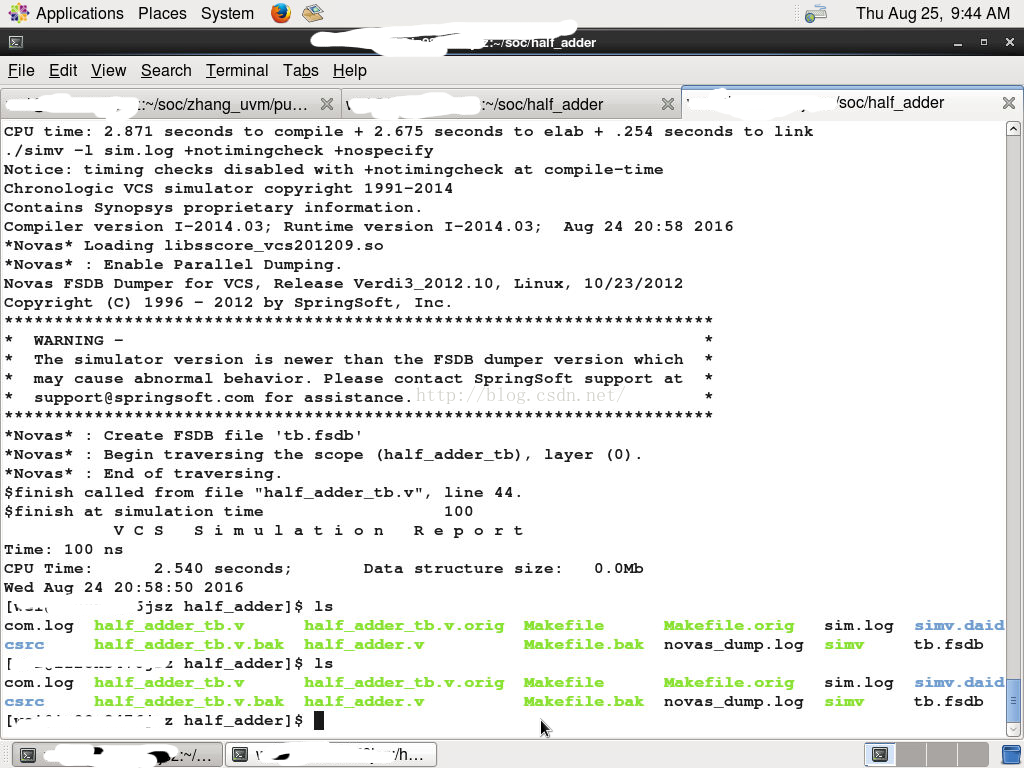 Applications Places System Thu Aug 25, 9:44 AM
:~/soc/half_adder
File Edit View Search Terminal Tabs Help
:~/soc/zhang_uvm/pu... :~/soc/half_adder /soc/half_adder
CPU time: 2.871 seconds to compile + 2.675 seconds to elab + .254 seconds to link
./simv -l sim.log +notimingcheck +nospecify
Notice: timing checks disabled with +notimingcheck at compile-time
Chronologic VCS simulator copyright 1991-2014
Contains Synopsys proprietary information.
Compiler version I-2014.03; Runtime version I-2014.03;  Aug 24 20:58 2016
*Novas* Loading libsscore_vcs201209.so
*Novas* : Enable Parallel Dumping.
Novas FSDB Dumper for VCS, Release Verdi3_2012.10, Linux, 10/23/2012
Copyright (C) 1996 - 2012 by SpringSoft, Inc.
***********************************************************************
*  WARNING -                                                          *
*  The simulator version is newer than the FSDB dumper version which  *
*  may cause abnormal behavior. Please contact SpringSoft support at  *
*  support@springsoft.com for assistance. http://blog.csdn.net/ *
***********************************************************************
*Novas* : Create FSDB file 'tb.fsdb'
*Novas* : Begin traversing the scope (half_adder_tb), layer (0).
*Novas* : End of traversing.
$finish called from file "half_adder_tb.v", line 44.
$finish at simulation time                  100
V C S   S i m u l a t i o n   R e p o r t
Time: 100 ns
CPU Time:      2.540 seconds;       Data structure size:   0.0Mb
Wed Aug 24 20:58:50 2016
half_adder]$ ls
com.log  half_adder_tb.v      half_adder_tb.v.orig  Makefile      Makefile.orig   sim.log  simv.daid
csrc     half_adder_tb.v.bak  half_adder.v          Makefile.bak  novas_dump.log  simv     tb.fsdb
half_adder]$ ls
com.log  half_adder_tb.v      half_adder_tb.v.orig  Makefile      Makefile.orig   sim.log  simv.daid
csrc     half_adder_tb.v.bak  half_adder.v          Makefile.bak  novas_dump.log  simv     tb.fsdb
half_adder]$
:~/... /h...